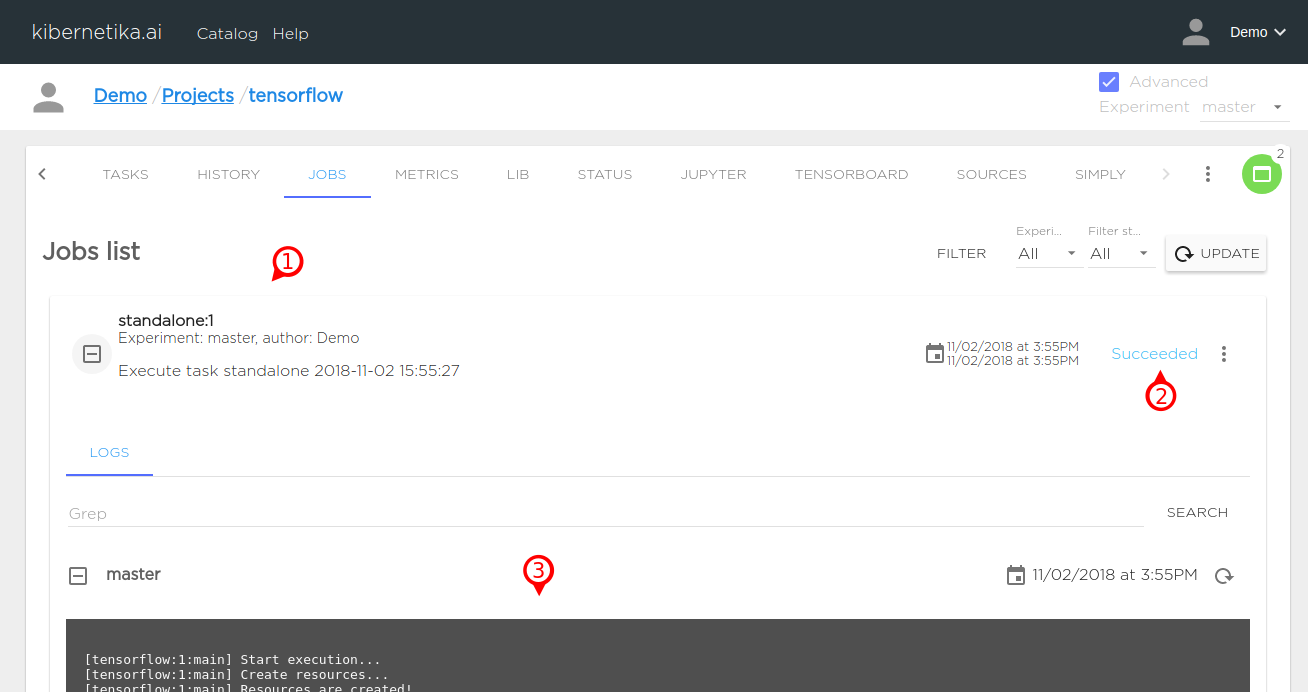 kibernetika.ai Catalog Help Demo
Demo / Projects / tensorflow
Advanced
Experiment master
2
TASKS HISTORY JOBS METRICS LIB STATUS JUPYTER TENSORBOARD SOURCES SIMPLY
Jobs list
1
FILTER
Experi...
All
Filter st...
All
UPDATE
standalone:1
Experiment: master, author: Demo
Execute task standalone 2018-11-02 15:55:27
11/02/2018 at 3:55PM
11/02/2018 at 3:55PM
Succeeded
2
LOGS
Grep
SEARCH
master
3
11/02/2018 at 3:55PM
[tensorflow:1:main] Start execution...
[tensorflow:1:main] Create resources...
[tensorflow:1:main] Resources are created!